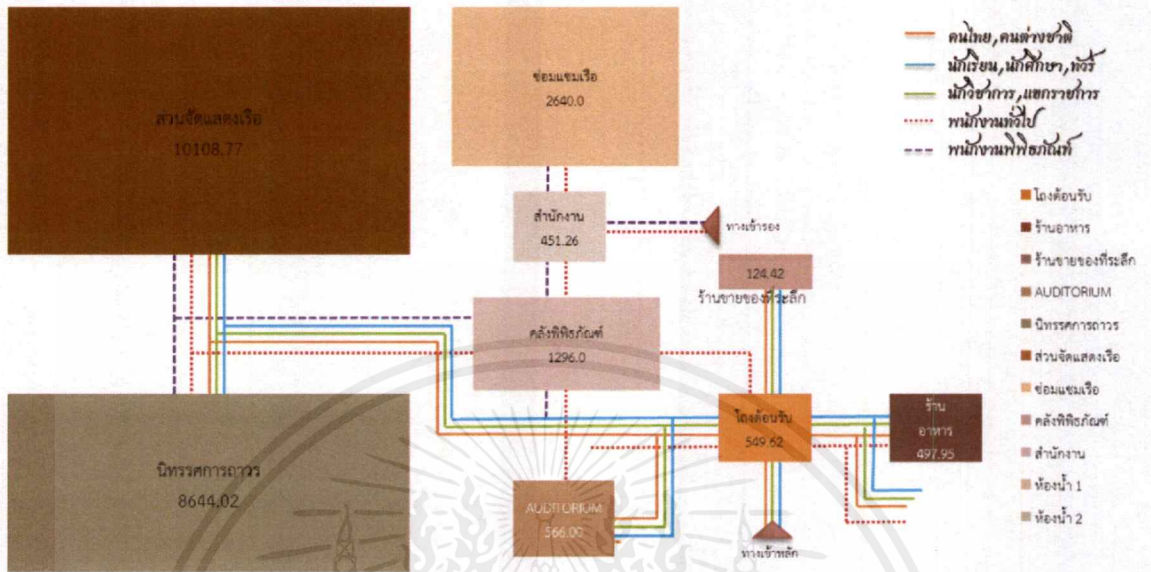 ส่วนจัดแสดงเรือ
10108.77
ซ่อมแซมเรือ
2640.0
คนไทย,คนต่างชาติ
นักเรียน,นักศึกษา,ทัวร์
นักวิชาการ,แขกราชการ
พนักงานทั่วไป
พนักงานพิพิธภัณฑ์
สำนักงาน
451.26
ทางเข้ารอง
124.42
ร้านขายของที่ระลึก
คลังพิพิธภัณฑ์
1296.0
นิทรรศการถาวร
8644.02
โถงต้อนรับ
549.62
ร้าน
อาหาร
497.95
AUDITORIUM
566.00
ทางเข้าหลัก
โถงต้อนรับ
ร้านอาหาร
ร้านขายของที่ระลึก
AUDITORIUM
นิทรรศการถาวร
ส่วนจัดแสดงเรือ
ซ่อมแซมเรือ
คลังพิพิธภัณฑ์
สำนักงาน
ห้องน้ำ 1
ห้องน้ำ 2